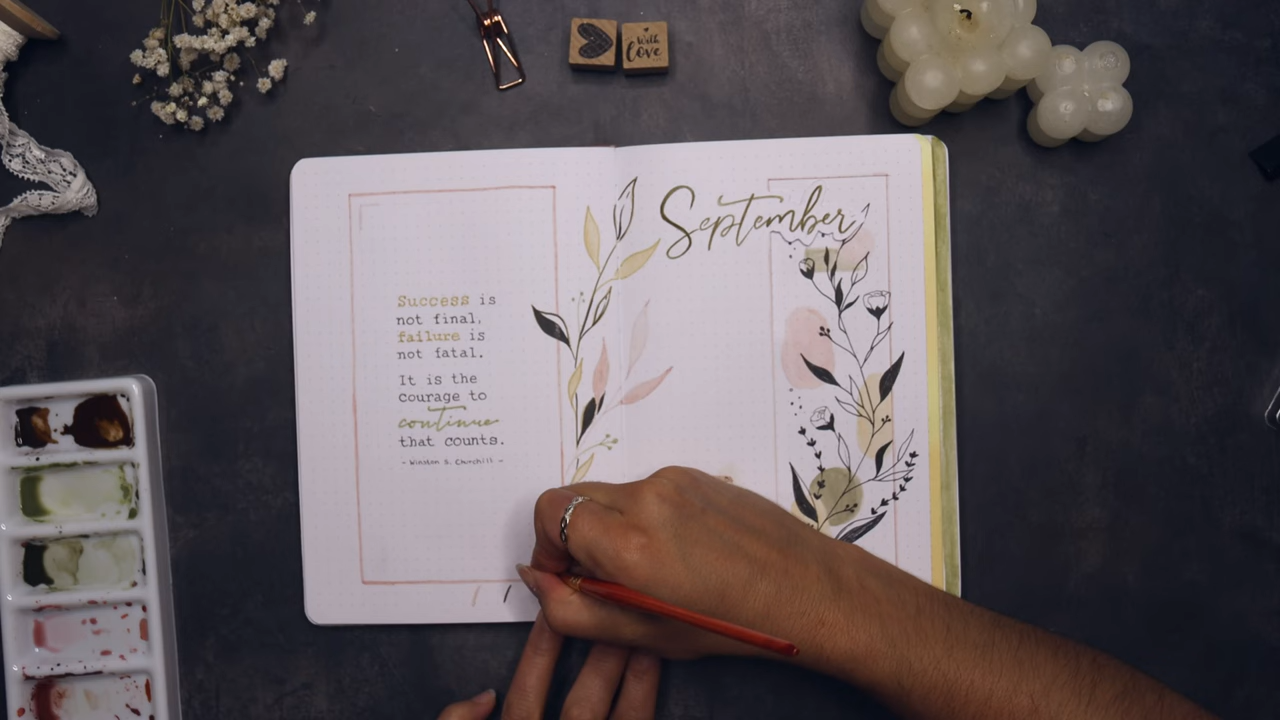 With
Love
September
Success is
not final,
failure is
not fatal.
It is the
courage to
continue
that counts.
- Winston S. Churchill -